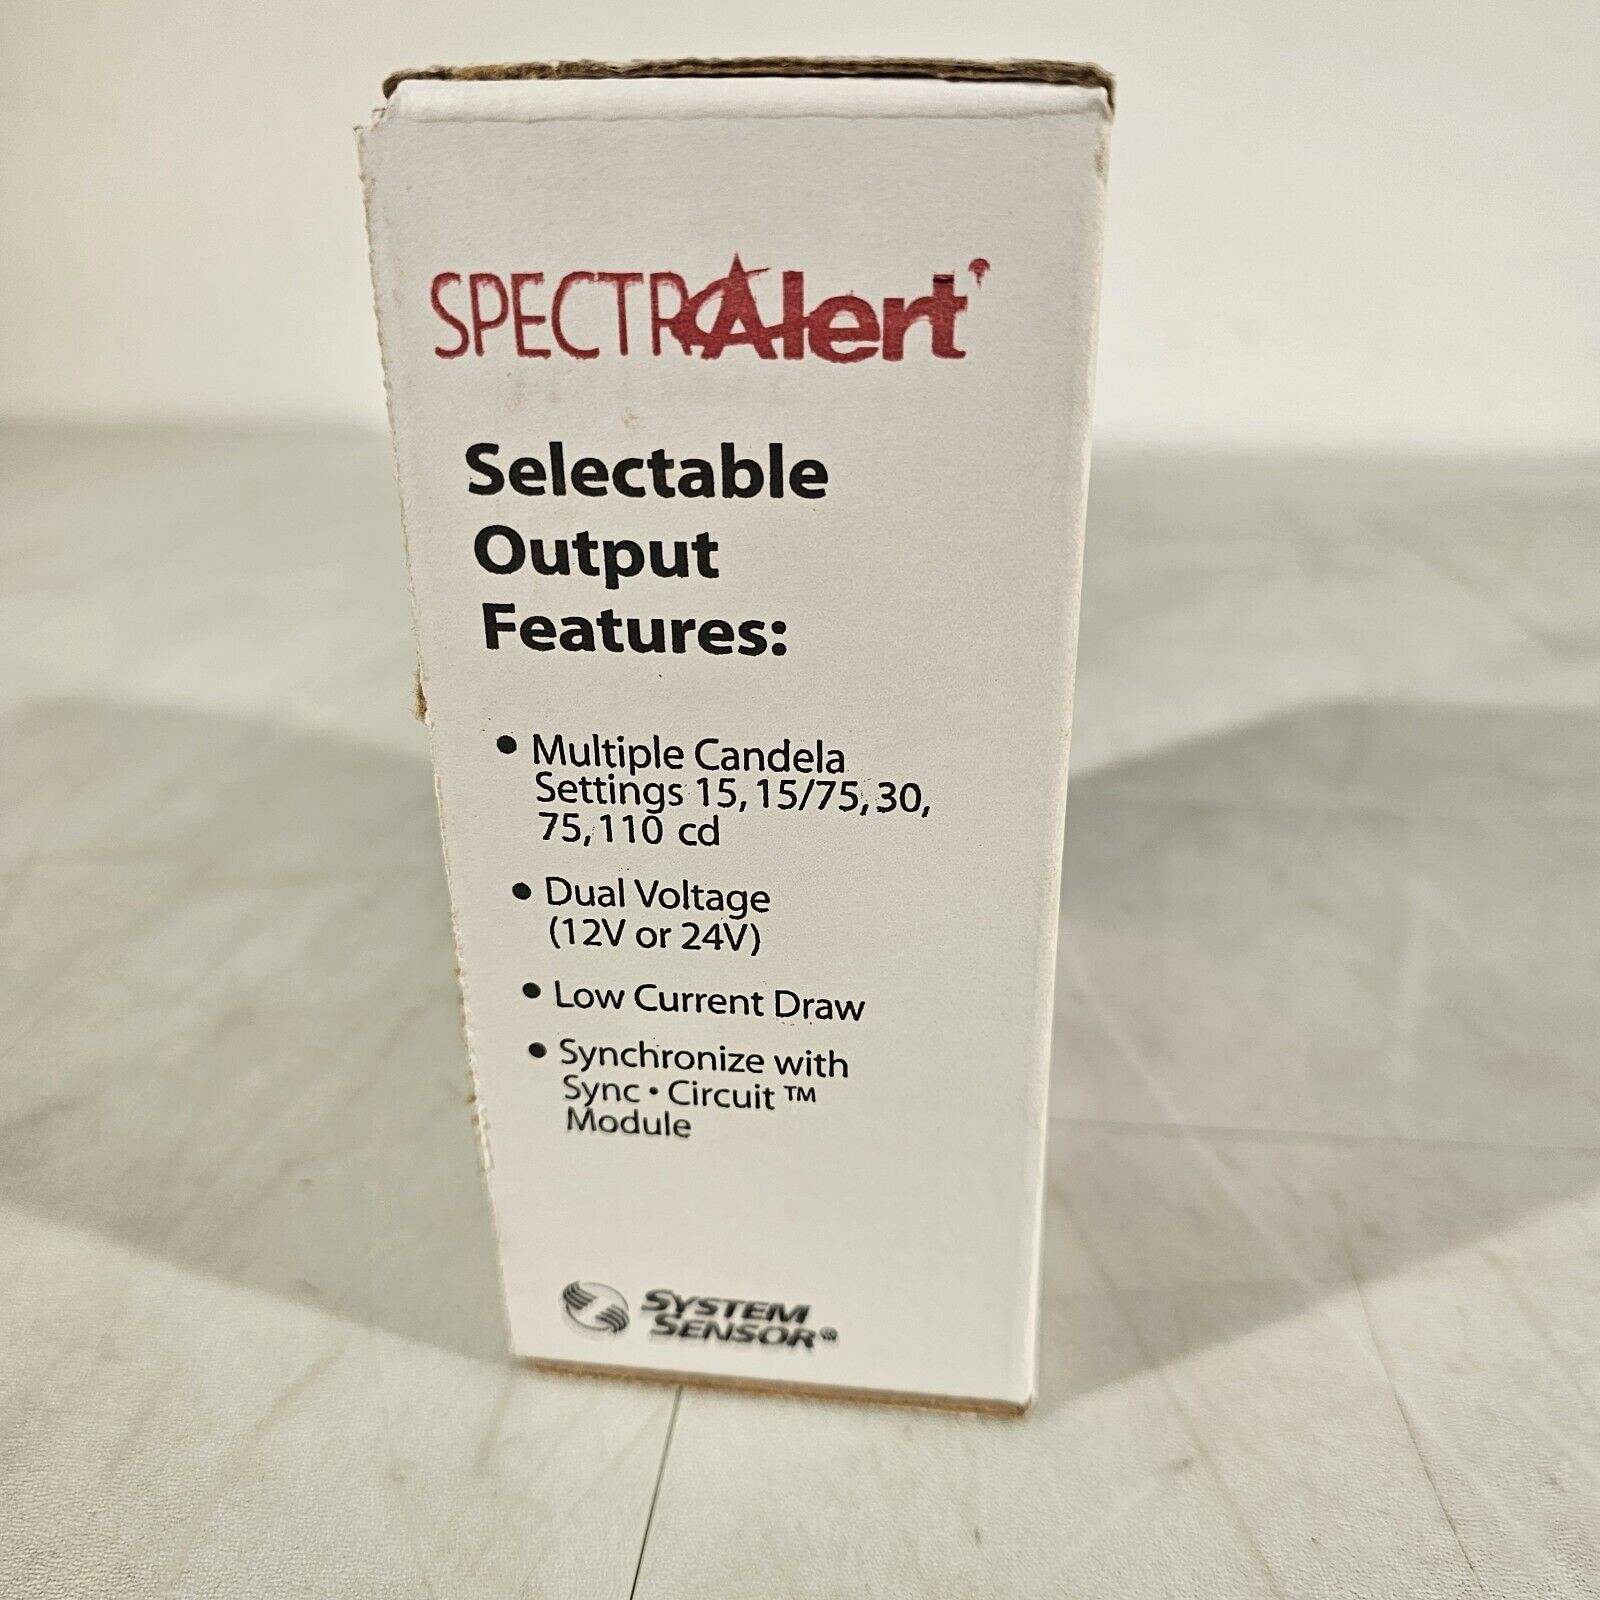 SPECTRAlert
Selectable
Output
Features:
• Multiple Candela
Settings 15, 15/75, 30,
75, 110 cd
• Dual Voltage
(12V or 24V)
• Low Current Draw
• Synchronize with
Sync • Circuit ™
Module
SYSTEM
SENSOR®